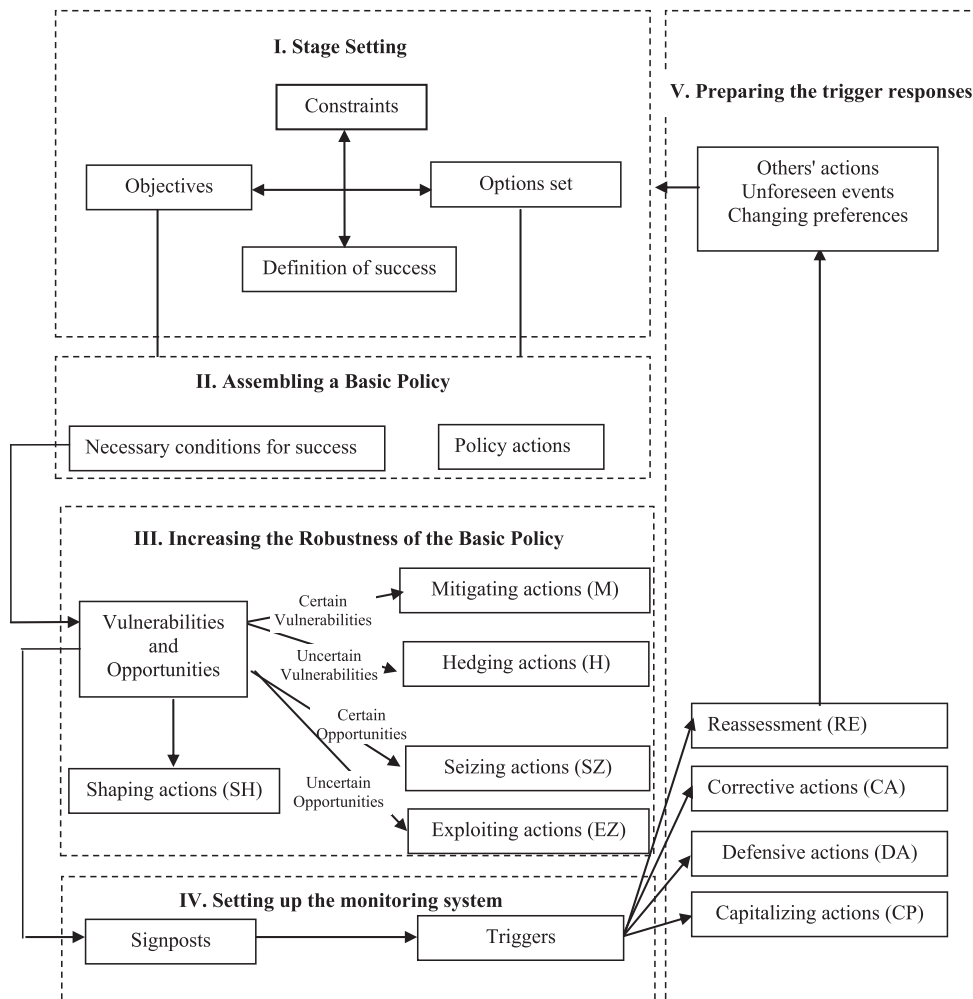 I. Stage Setting
Constraints
Objectives
Options set
Definition of success
II. Assembling a Basic Policy
Necessary conditions for success
Policy actions
III. Increasing the Robustness of the Basic Policy
Vulnerabilities
and
Opportunities
Certain
Vulnerabilities
Uncertain
Vulnerabilities
Certain
Opportunities
Uncertain
Opportunities
Mitigating actions (M)
Hedging actions (H)
Seizing actions (SZ)
Exploiting actions (EZ)
Shaping actions (SH)
IV. Setting up the monitoring system
Signposts
Triggers
V. Preparing the trigger responses
Others' actions
Unforeseen events
Changing preferences
Reassessment (RE)
Corrective actions (CA)
Defensive actions (DA)
Capitalizing actions (CP)